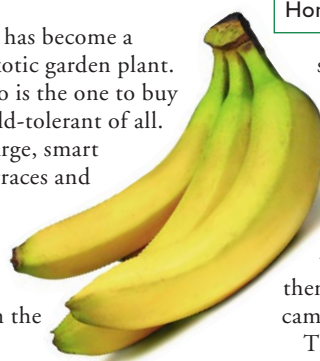 has become a
xotic garden plant.
o is the one to buy
ld-tolerant of all.
rge, smart
races and
n the
Hor
s
ther
cam
T